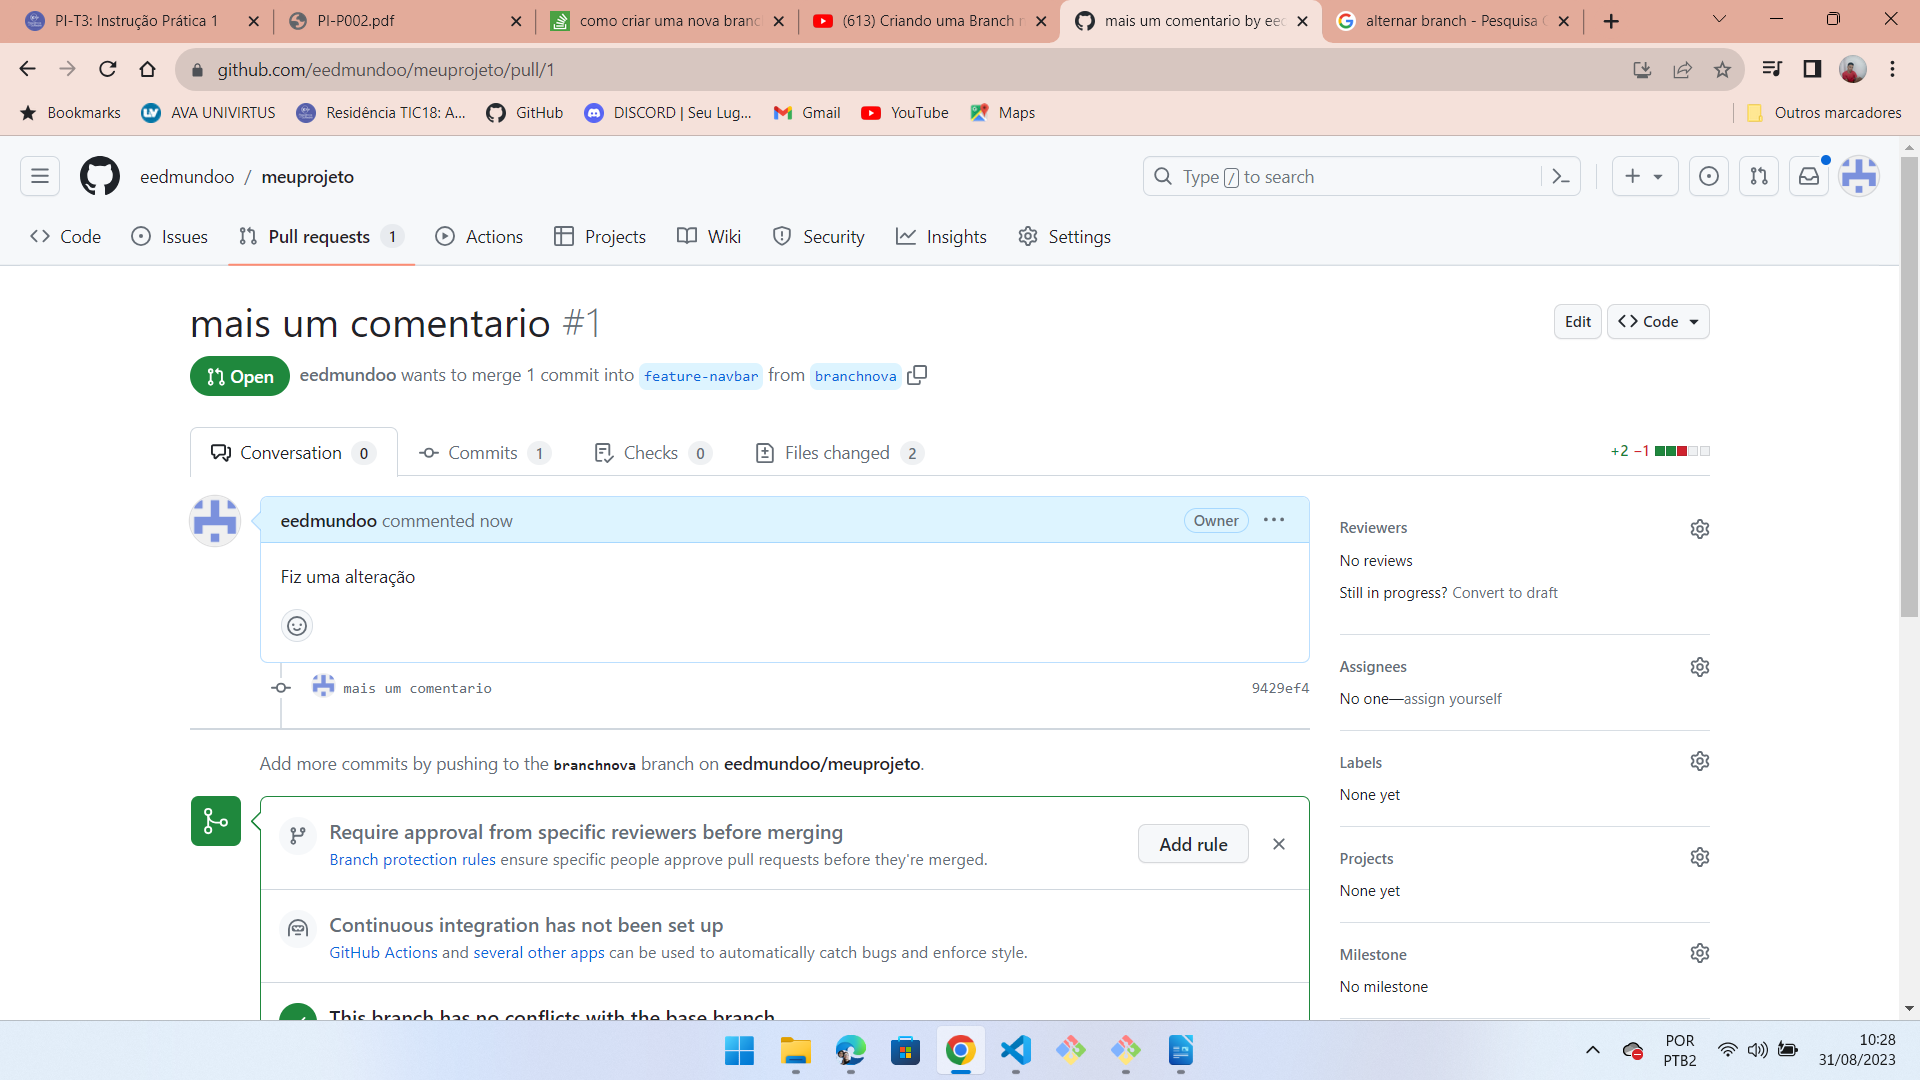 PI-T3: Instrução Prática 1
PI-P002.pdf
como criar uma nova branc
(613) Criando uma Branch n
mais um comentario by eed
alternar branch - Pesquisa G
github.com/eedmundoo/meuprojeto/pull/1
Bookmarks
AVA UNIVIRTUS
Residência TIC18: A...
GitHub
DISCORD | Seu Lug...
Gmail
YouTube
Maps
Outros marcadores
eedmundoo / meuprojeto
Type / to search
Code
Issues
Pull requests 1
Actions
Projects
Wiki
Security
Insights
Settings
mais um comentario #1
Edit
Code
Open
eedmundoo wants to merge 1 commit into feature-navbar from branchnova
Conversation 0
Commits 1
Checks 0
Files changed 2
+2 −1
eedmundoo commented now
Owner
Fiz uma alteração
mais um comentario
9429ef4
Add more commits by pushing to the branchnova branch on eedmundoo/meuprojeto.
Require approval from specific reviewers before merging
Branch protection rules ensure specific people approve pull requests before they're merged.
Add rule
Continuous integration has not been set up
GitHub Actions and several other apps can be used to automatically catch bugs and enforce style.
This branch has no conflicts with the base branch
Reviewers
No reviews
Still in progress? Convert to draft
Assignees
No one—assign yourself
Labels
None yet
Projects
None yet
Milestone
No milestone
POR
PTB2
10:28
31/08/2023